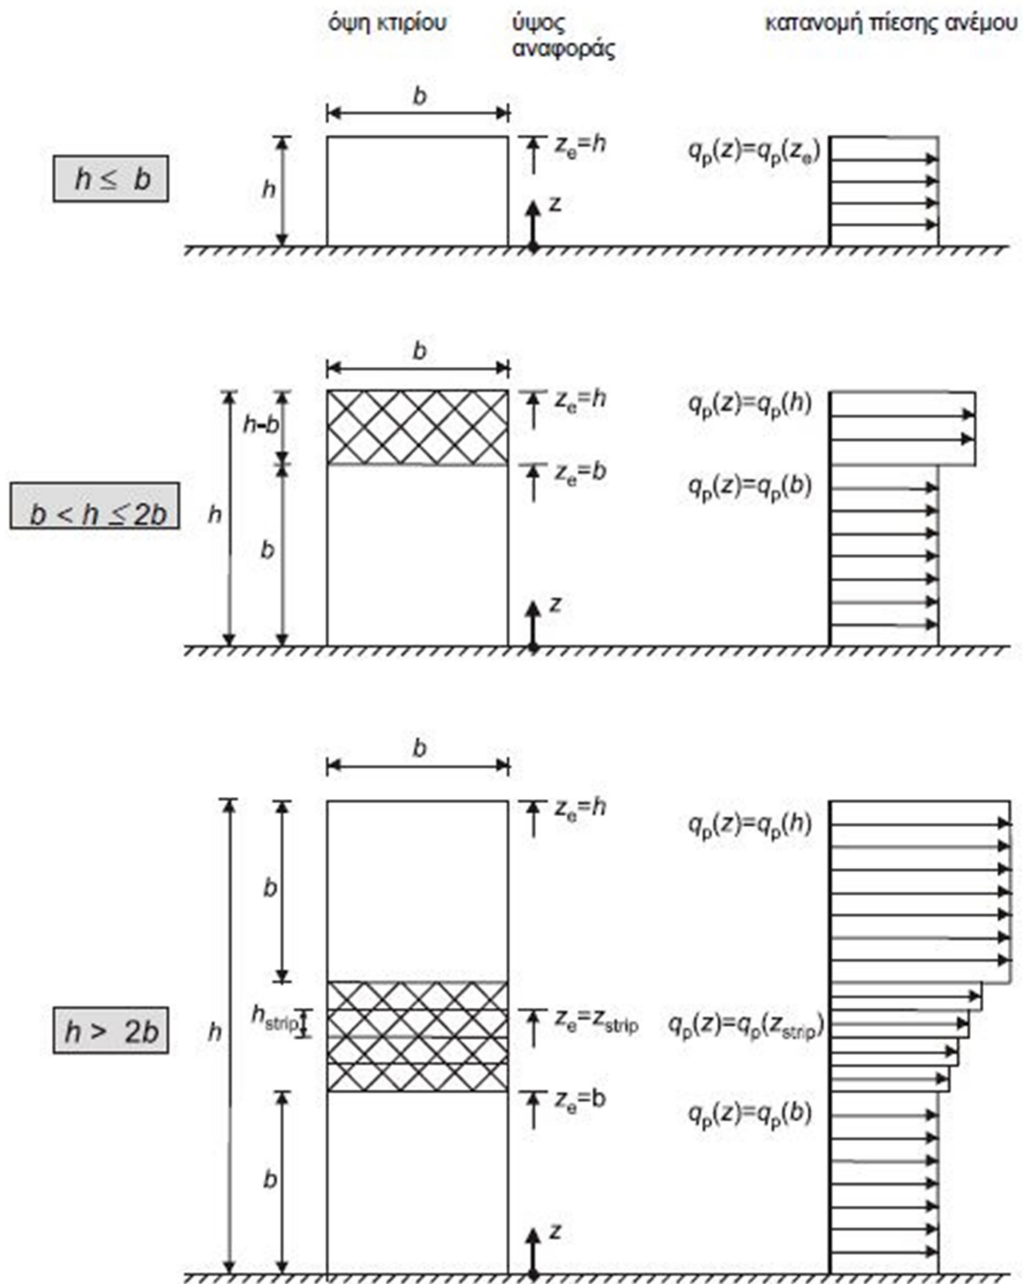 όψη κτιρίου
ύψος αναφοράς
κατανομή πίεσης ανέμου
b
h ≤ b
h
z_e=h
z
q_p(z)=q_p(z_e)
b
b < h ≤ 2b
h
h-b
b
z_e=h
z_e=b
z
q_p(z)=q_p(h)
q_p(z)=q_p(b)
b
h > 2b
h
b
h_strip
b
z_e=h
z_e=z_strip
z_e=b
z
q_p(z)=q_p(h)
q_p(z)=q_p(z_strip)
q_p(z)=q_p(b)